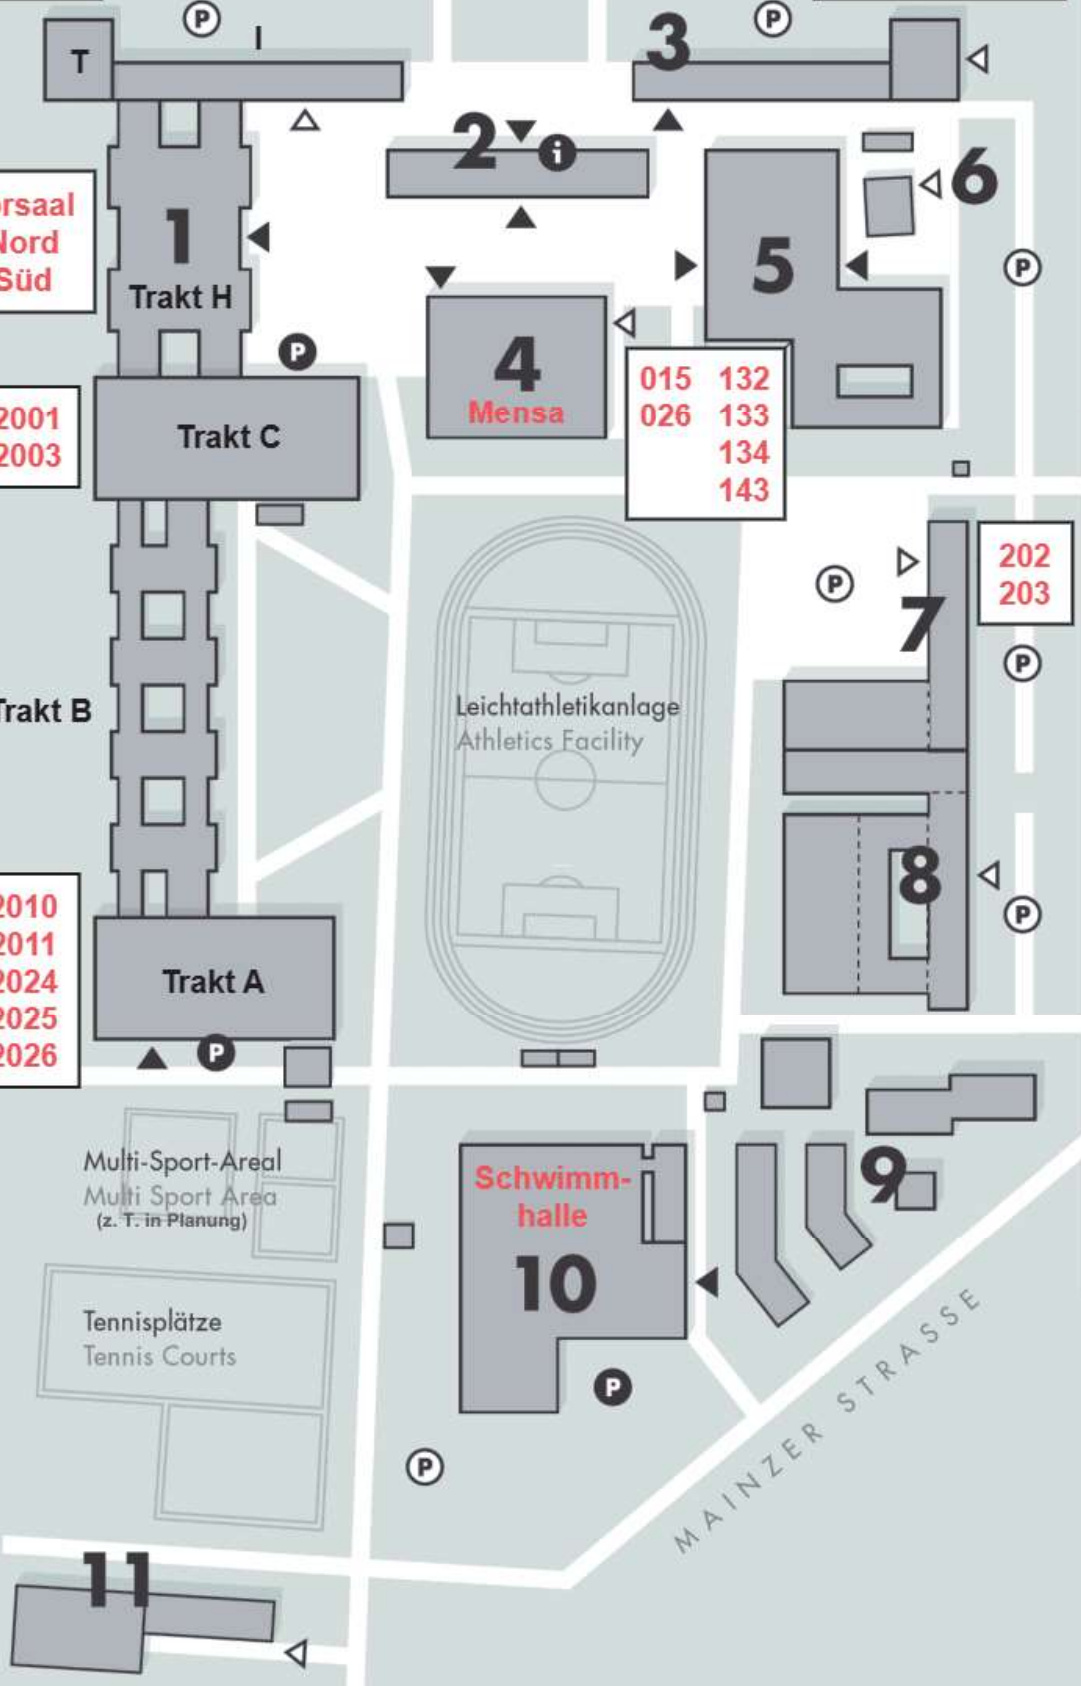 P
P
T
I
3
2
i
6
rsaal
Nord
Süd
1
5
P
Trakt H
P
4
Mensa
015 132
026 133
134
143
2001
2003
Trakt C
202
203
P
7
P
Trakt B
Leichtathletikanlage
Athletics Facility
8
P
2010
2011
2024
2025
2026
Trakt A
P
Multi-Sport-Areal
Multi Sport Area
(z. T. in Planung)
Schwimm-
halle
9
10
Tennisplätze
Tennis Courts
P
P
MAINZER STRASSE
11